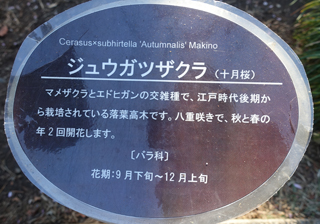 Cerasus×subhirtella 'Autumnalis' Makino
ジュウガツザクラ（十月桜）
マメザクラとエドヒガンの交雑種で、江戸時代後期か
ら栽培されている落葉高木です。八重咲きで、秋と春の
年2回開花します。
［バラ科］
花期：9月下旬～12月上旬